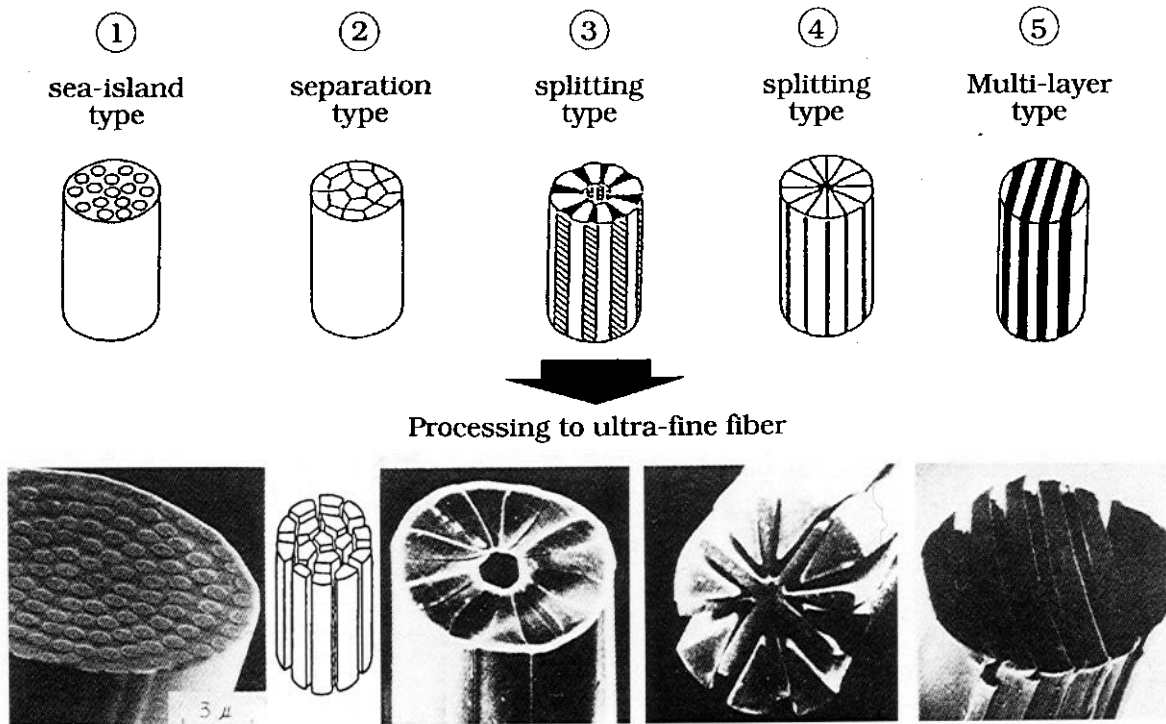 ① ② ③ ④ ⑤
sea-island separation splitting splitting Multi-layer
type type type type type
Processing to ultra-fine fiber
3 μ